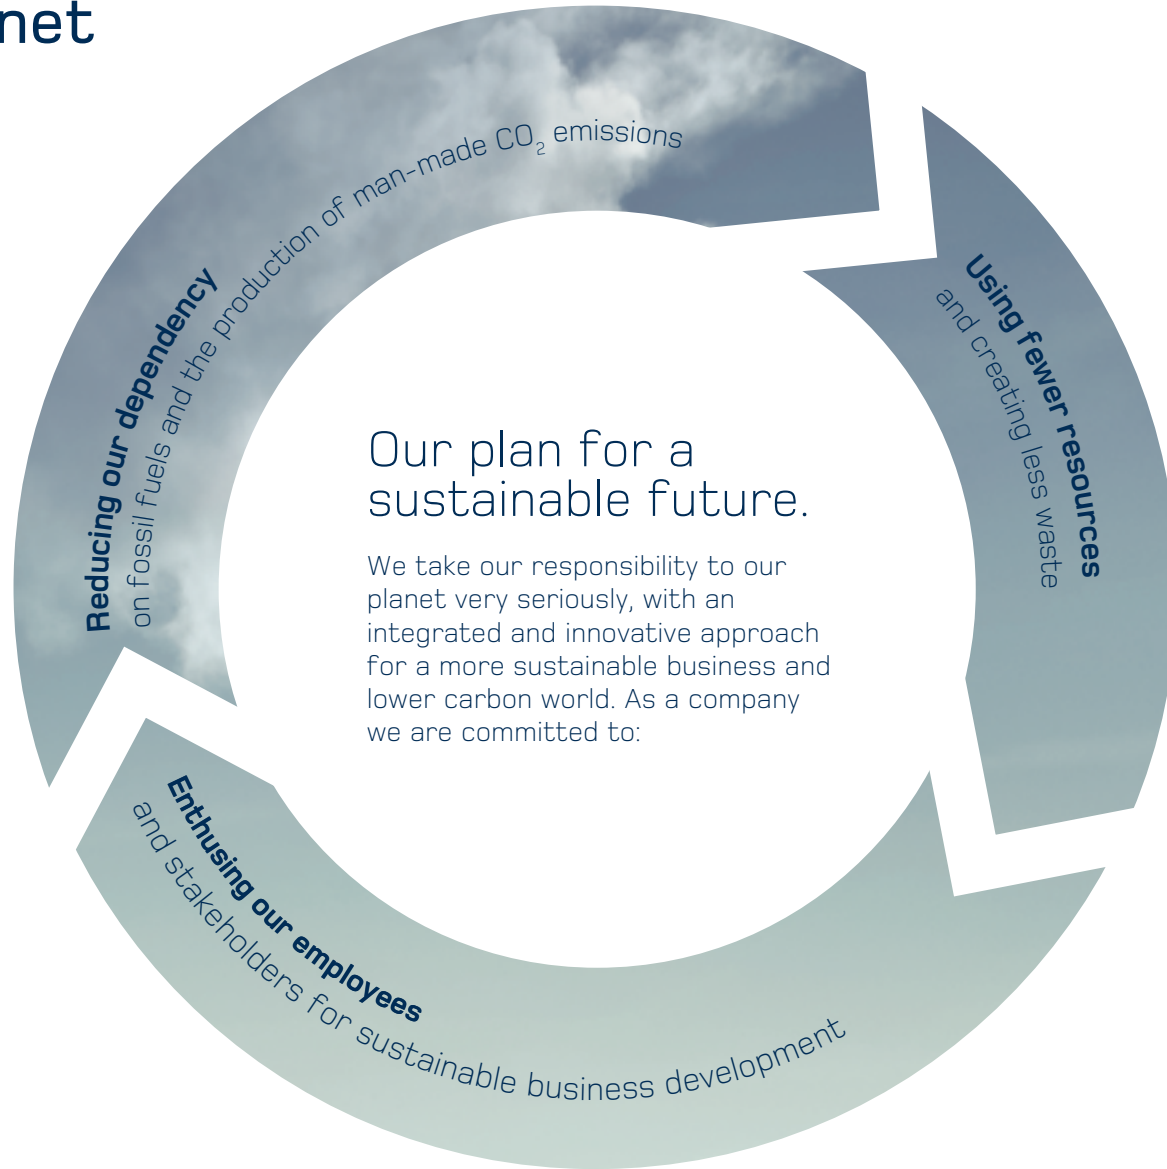 net
Reducing our dependency
on fossil fuels and the production of man-made CO₂ emissions
Using fewer resources
and creating less waste
Our plan for a
sustainable future.
We take our responsibility to our
planet very seriously, with an
integrated and innovative approach
for a more sustainable business and
lower carbon world. As a company
we are committed to:
Enthusing our employees
and stakeholders for sustainable business development